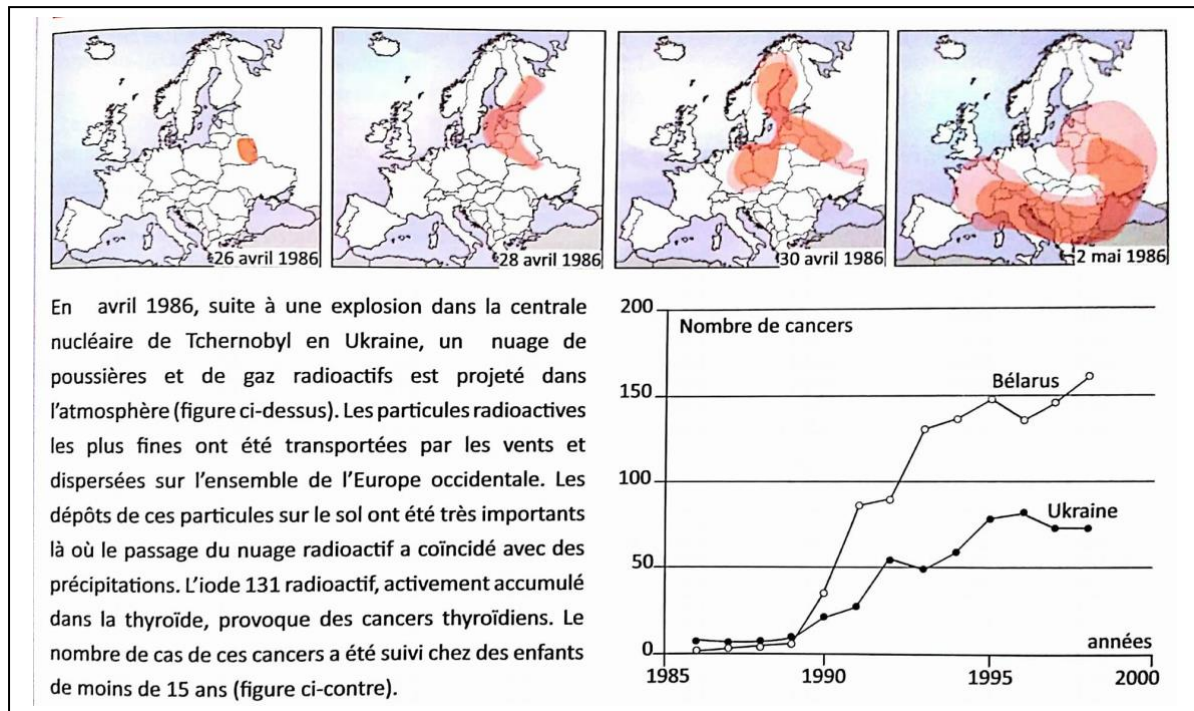 26 avril 1986
28 avril 1986
30 avril 1986
2 mai 1986
En avril 1986, suite à une explosion dans la centrale
nucléaire de Tchernobyl en Ukraine, un nuage de
poussières et de gaz radioactifs est projeté dans
l'atmosphère (figure ci-dessus). Les particules radioactives
les plus fines ont été transportées par les vents et
dispersées sur l'ensemble de l'Europe occidentale. Les
dépôts de ces particules sur le sol ont été très importants
là où le passage du nuage radioactif a coïncidé avec des
précipitations. L'iode 131 radioactif, activement accumulé
dans la thyroïde, provoque des cancers thyroïdiens. Le
nombre de cas de ces cancers a été suivi chez des enfants
de moins de 15 ans (figure ci-contre).
200
Nombre de cancers
150
Bélarus
100
Ukraine
50
0
années
1985
1990
1995
2000